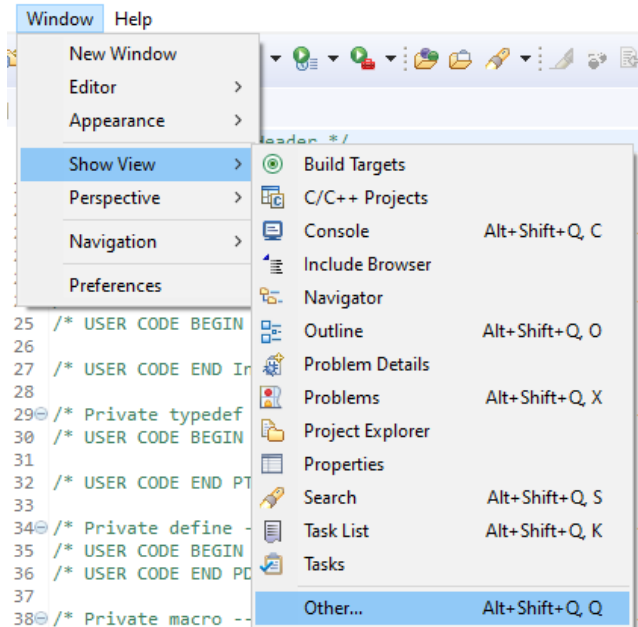 Window Help
New Window
Editor
Appearance
Header */
Show View
Build Targets
Perspective
C/C++ Projects
Console Alt+Shift+Q, C
Navigation
Include Browser
Preferences
Navigator
25 /* USER CODE BEGIN
Outline Alt+Shift+Q, O
26
27 /* USER CODE END In
Problem Details
28
Problems Alt+Shift+Q, X
29 /* Private typedef
30 /* USER CODE BEGIN
Project Explorer
31
Properties
32 /* USER CODE END PT
33
Search Alt+Shift+Q, S
34 /* Private define -
Task List Alt+Shift+Q, K
35 /* USER CODE BEGIN
36 /* USER CODE END PD
Tasks
37
Other... Alt+Shift+Q, Q
38 /* Private macro --